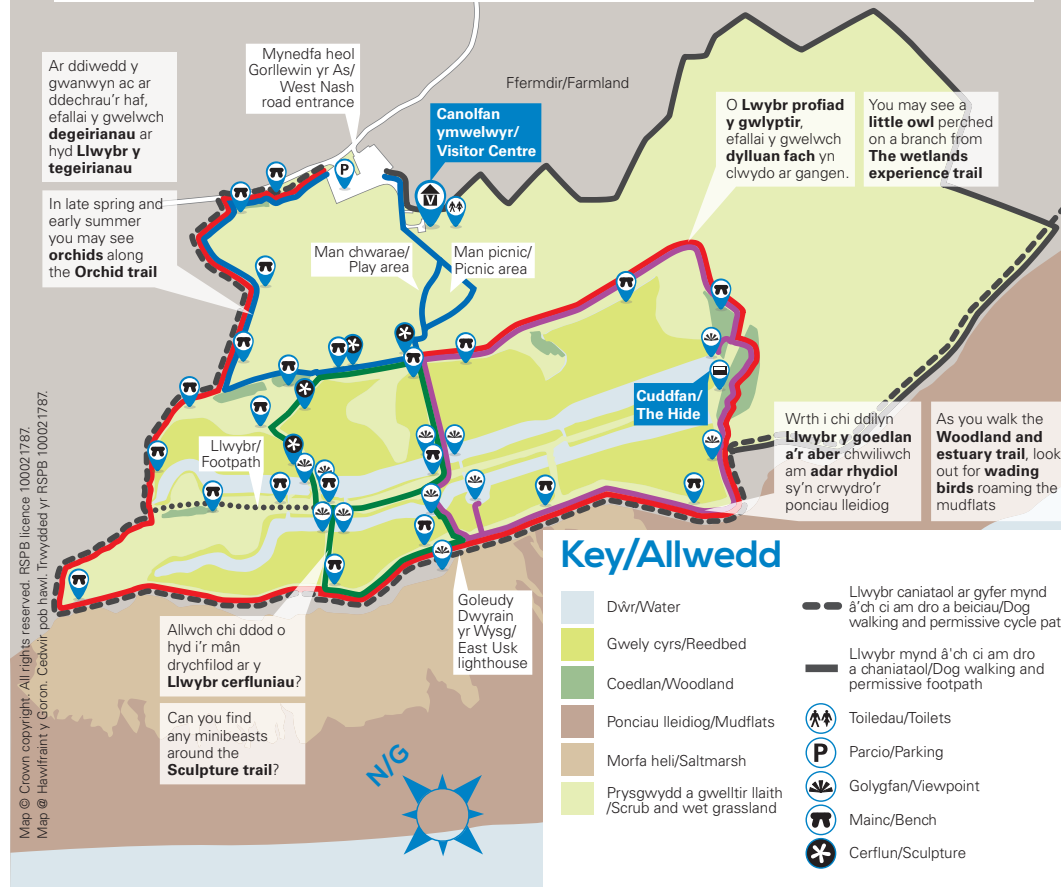 Ar ddiwedd y
gwanwyn ac ar
ddechrau'r haf,
efallai y gwelwch
degeirianau ar
hyd Llwybr y
tegeirianau
In late spring and
early summer
you may see
orchids along
the Orchid trail
Mynedfa heol
Gorllewin yr As/
West Nash
road entrance
P
Canolfan
ymwelwyr/
Visitor Centre
V
Ffermdir/Farmland
O Lwybr profiad
y gwlyptir,
efallai y gwelwch
dylluan fach yn
clwydo ar gangen.
You may see a
little owl perched
on a branch from
The wetlands
experience trail
Man chwarae/
Play area
Man picnic/
Picnic area
Cuddfan/
The Hide
Llwybr/
Footpath
Wrth i chi ddilyn
Llwybr y goedlan
a'r aber chwiliwch
am adar rhydiol
sy'n crwydro'r
ponciau lleidiog
As you walk the
Woodland and
estuary trail, look
out for wading
birds roaming the
mudflats
Goleudy
Dwyrain
yr Wysg/
East Usk
lighthouse
Allwch chi ddod o
hyd i'r mân
drychfilod ar y
Llwybr cerfluniau?
Can you find
any minibeasts
around the
Sculpture trail?
N/G
Map © Crown copyright. All rights reserved. RSPB licence 100021787.
Map @ Hawlfraint y Goron. Cedwir pob hawl. Trwydded yr RSPB 100021787.
Key/Allwedd
Dŵr/Water
Gwely cyrs/Reedbed
Coedlan/Woodland
Ponciau lleidiog/Mudflats
Morfa heli/Saltmarsh
Prysgwydd a gwelltir llaith
/Scrub and wet grassland
Llwybr caniataol ar gyfer mynd
â'ch ci am dro a beiciau/Dog
walking and permissive cycle pat
Llwybr mynd â'ch ci am dro
a chaniataol/Dog walking and
permissive footpath
Toiledau/Toilets
P
Parcio/Parking
Golygfan/Viewpoint
Mainc/Bench
Cerflun/Sculpture